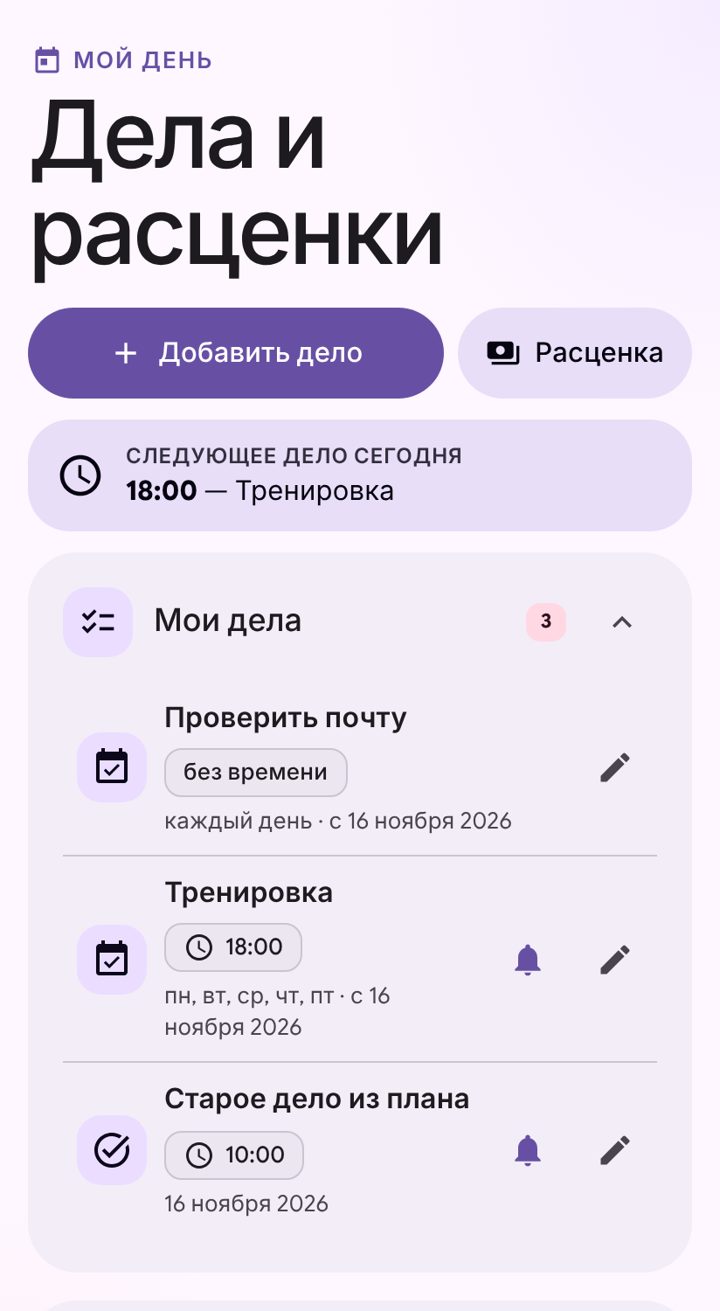 МОЙ ДЕНЬ
Дела и
расценки
Добавить дело
Расценка
СЛЕДУЮЩЕЕ ДЕЛО СЕГОДНЯ
18:00 — Тренировка
Мои дела
3
Проверить почту
без времени
каждый день · с 16 ноября 2026
Тренировка
18:00
пн, вт, ср, чт, пт · с 16
ноября 2026
Старое дело из плана
10:00
16 ноября 2026